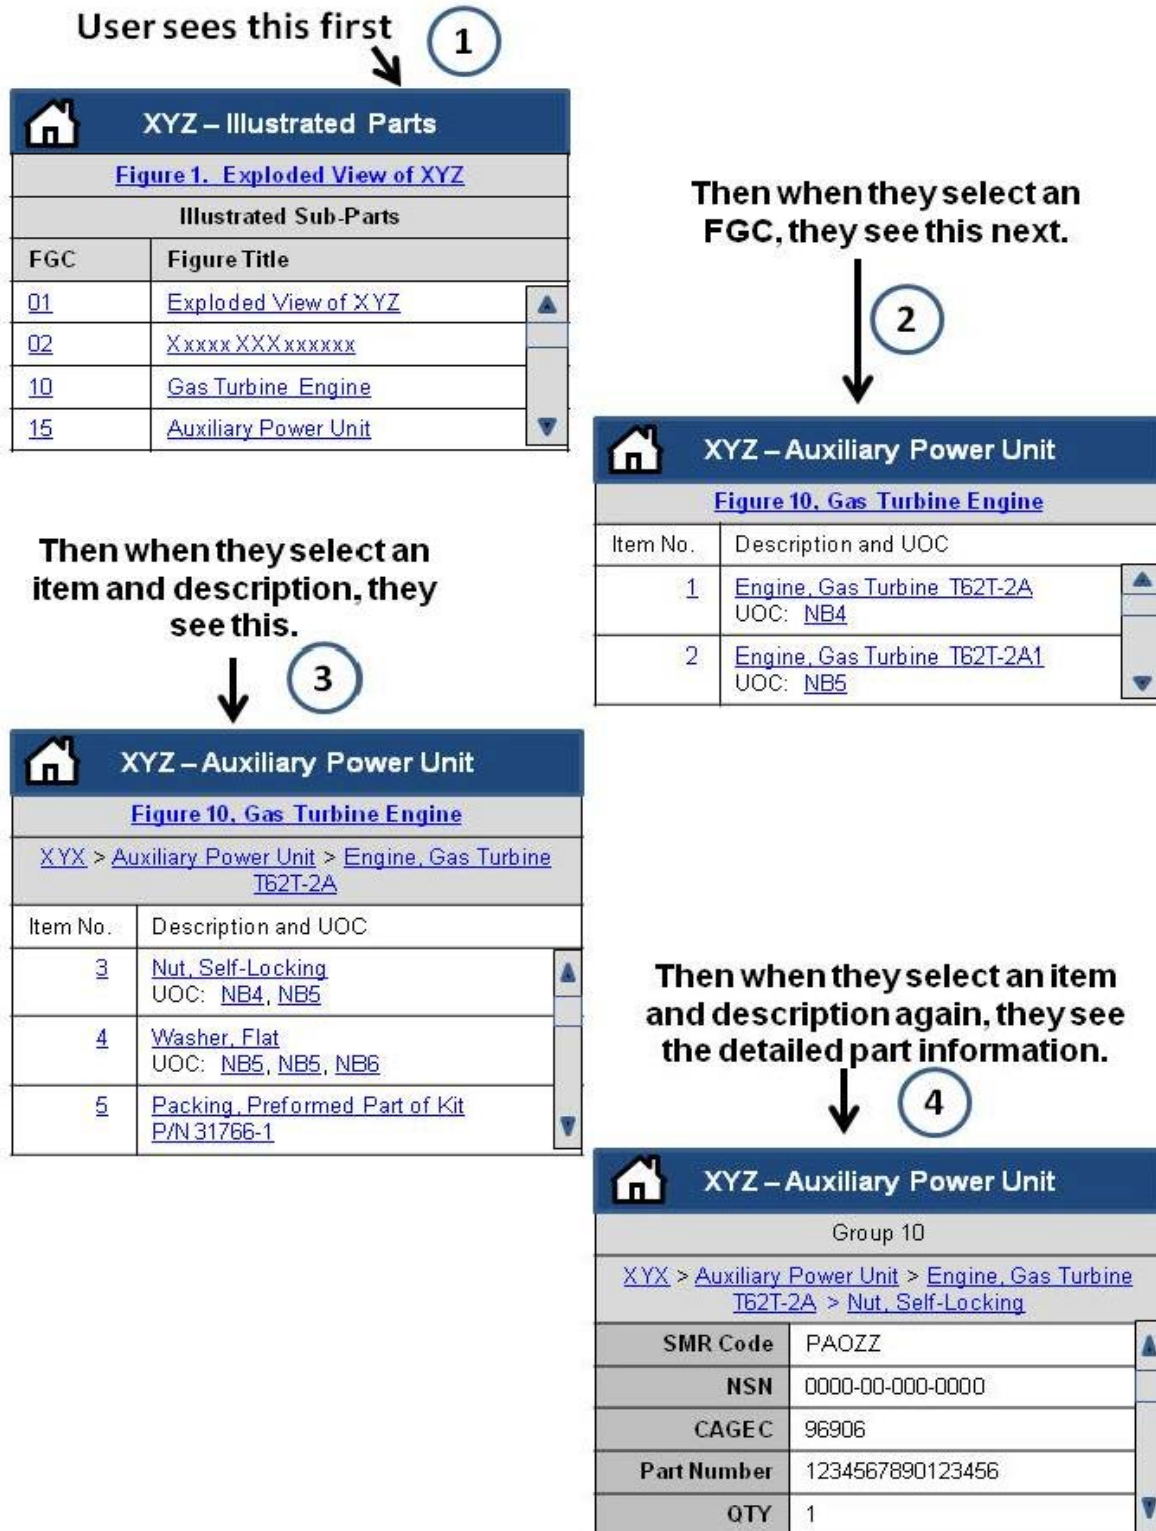 User sees this first
1
XYZ – Illustrated Parts
Figure 1. Exploded View of XYZ
Illustrated Sub-Parts
FGC Figure Title
01 Exploded View of XYZ
02 Xxxxx XXXxxxxxx
10 Gas Turbine Engine
15 Auxiliary Power Unit
Then when they select an
FGC, they see this next.
2
XYZ – Auxiliary Power Unit
Figure 10. Gas Turbine Engine
Item No. Description and UOC
1 Engine, Gas Turbine T62T-2A
UOC: NB4
2 Engine, Gas Turbine T62T-2A1
UOC: NB5
Then when they select an
item and description, they
see this.
3
XYZ – Auxiliary Power Unit
Figure 10. Gas Turbine Engine
XYX > Auxiliary Power Unit > Engine, Gas Turbine
T62T-2A
Item No. Description and UOC
3 Nut, Self-Locking
UOC: NB4, NB5
4 Washer, Flat
UOC: NB5, NB5, NB6
5 Packing, Preformed Part of Kit
P/N 31766-1
Then when they select an item
and description again, they see
the detailed part information.
4
XYZ – Auxiliary Power Unit
Group 10
XYX > Auxiliary Power Unit > Engine, Gas Turbine
T62T-2A > Nut, Self-Locking
SMR Code PAOZZ
NSN 0000-00-000-0000
CAGEC 96906
Part Number 1234567890123456
QTY 1